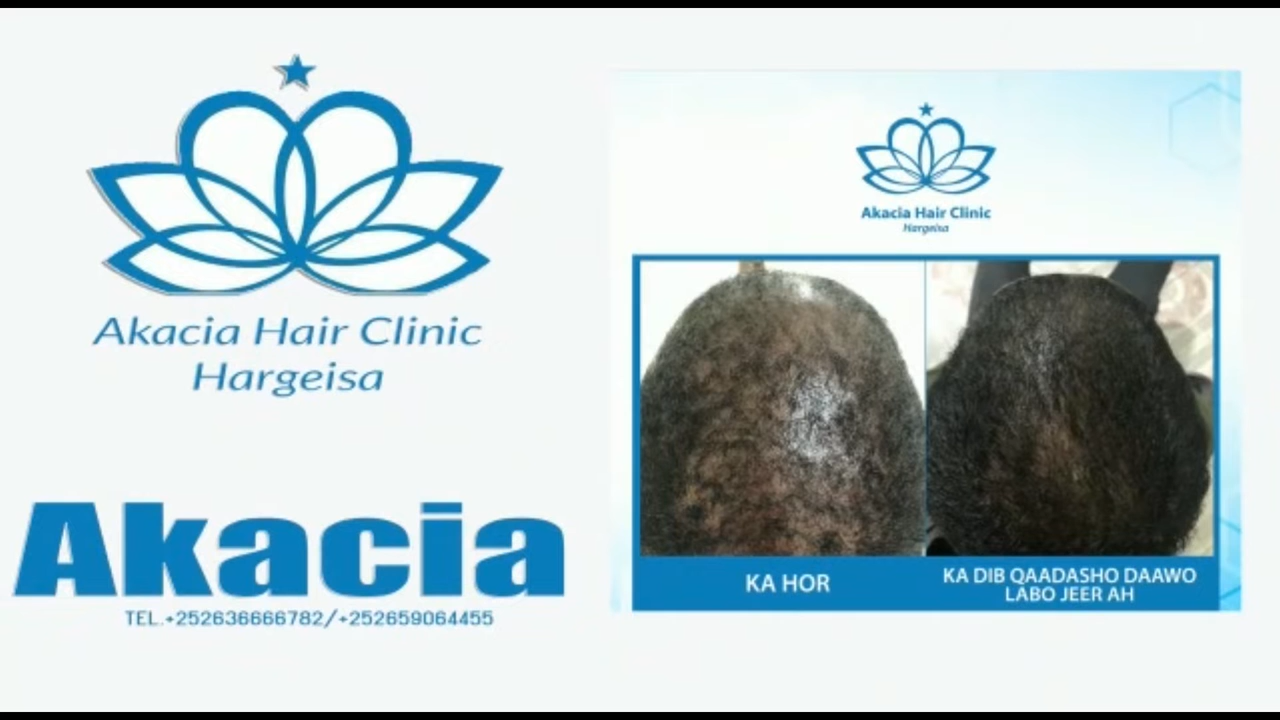 Akacia Hair Clinic
Hargeisa
Akacia
TEL.+252636666782/+252659064455
Akacia Hair Clinic
Hargeisa
KA HOR
KA DIB QAADASHO DAAWO
LABO JEER AH